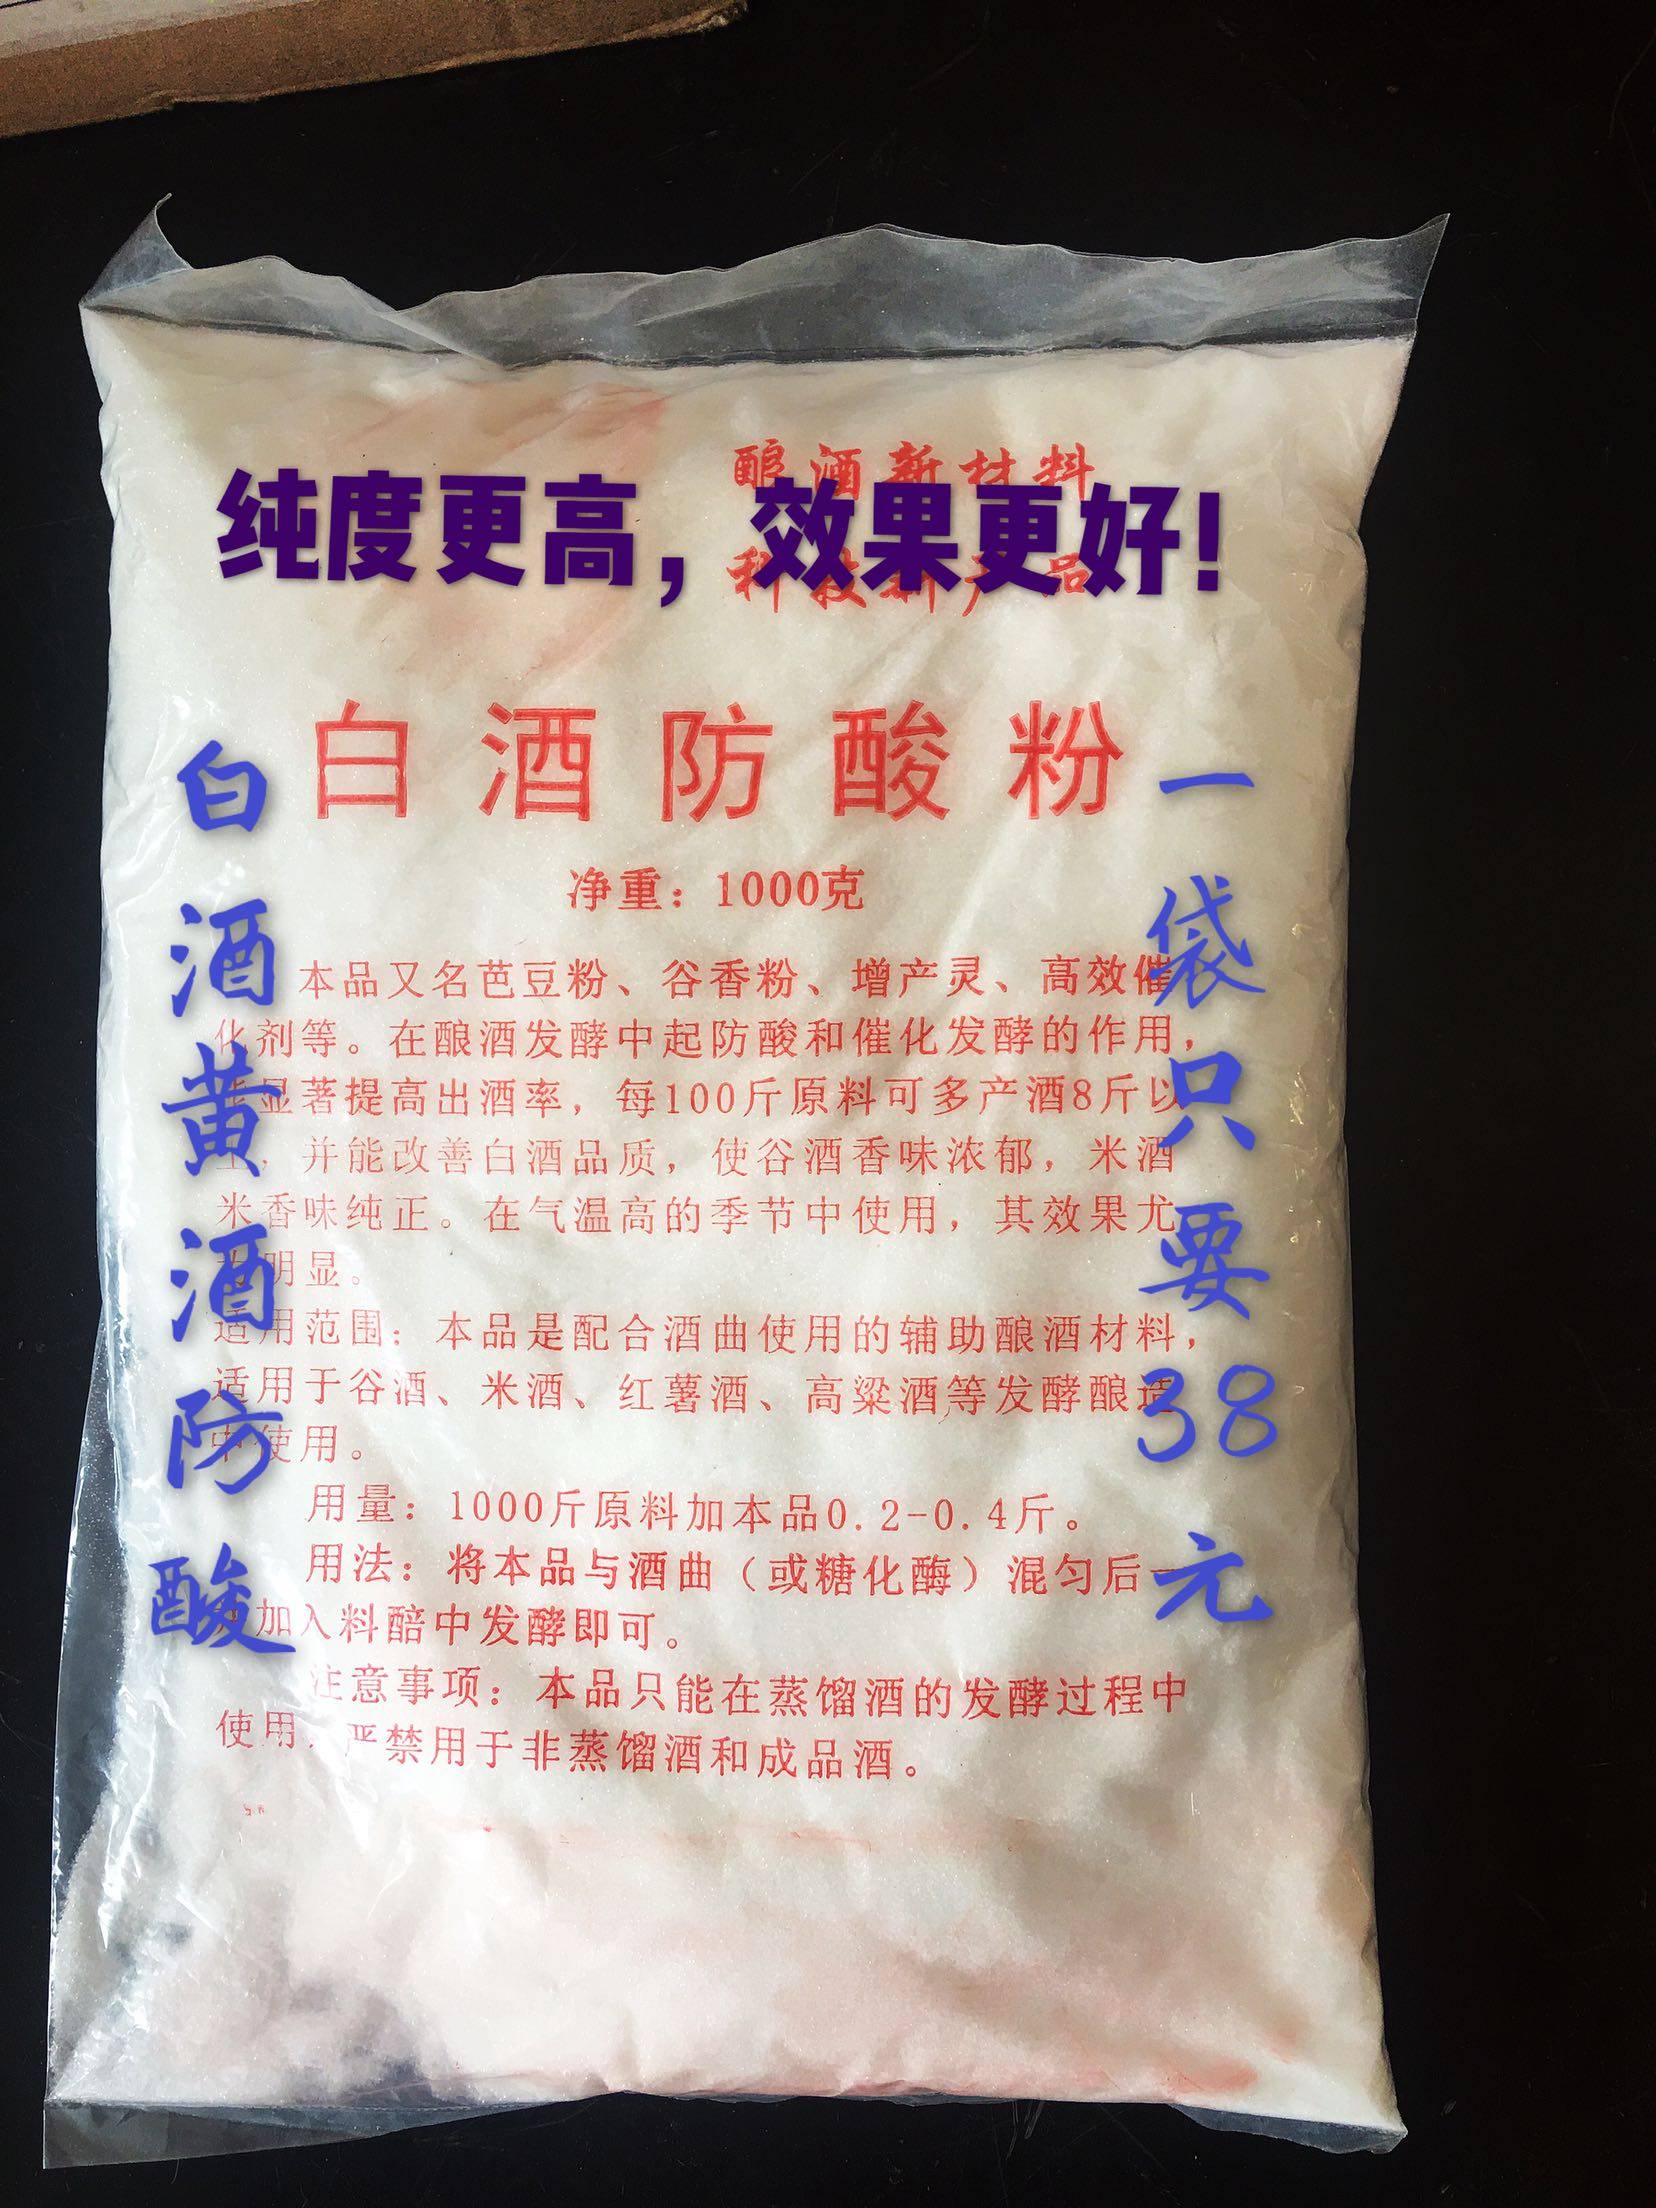 酿酒新材料
纯度更高，效果更好！
科技新产品
白酒防酸粉
净重：1000克
本品又名芭豆粉、谷香粉、增产灵、高效催
化剂等。在酿酒发酵中起防酸和催化发酵的作用，
显著提高出酒率，每100斤原料可多产酒8斤以
上，并能改善白酒品质，使谷酒香味浓郁，米酒
米香味纯正。在气温高的季节中使用，其效果尤
明显。
适用范围：本品是配合酒曲使用的辅助酿酒材料，
适用于谷酒、米酒、红薯酒、高粱酒等发酵酿造
中使用。
用量：1000斤原料加本品0.2-0.4斤。
用法：将本品与酒曲（或糖化酶）混匀后一
加入料醅中发酵即可。
注意事项：本品只能在蒸馏酒的发酵过程中
使用，严禁用于非蒸馏酒和成品酒。
白酒黄酒防酸
一袋只要38元